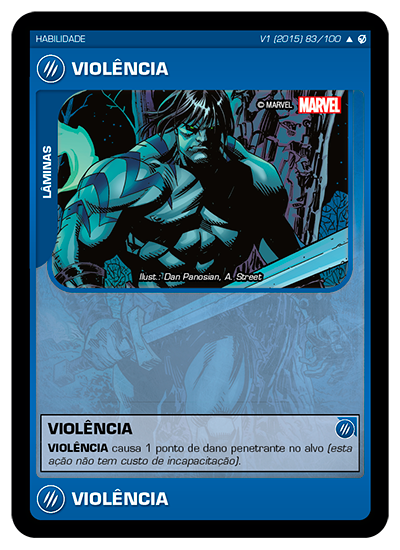 HABILIDADE
V1 (2015) 83/100
VIOLÊNCIA
© MARVEL MARVEL
LÂMINAS
Ilust.: Dan Panosian, A. Street
VIOLÊNCIA
VIOLÊNCIA causa 1 ponto de dano penetrante no alvo (esta
ação não tem custo de incapacitação).
VIOLÊNCIA